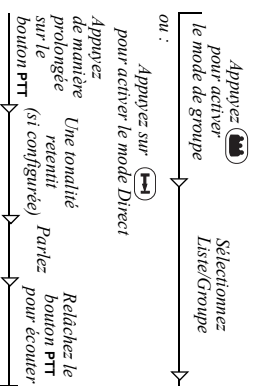 Appuyez
pour activer
le mode de groupe
Sélectionnez
Liste/Groupe
ou :
Appuyez sur
pour activer le mode Direct
Appuyez
de manière
prolongée
sur le
bouton PTT
Une tonalité
retentit
(si configurée)
Parlez
Relâchez le
bouton PTT
pour écouter